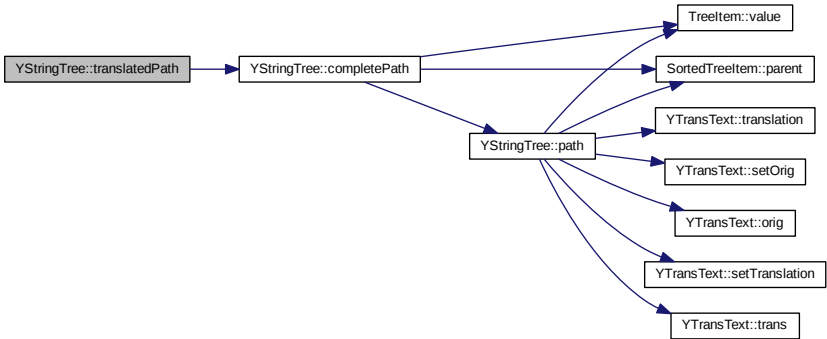 YStringTree::translatedPath
YStringTree::completePath
TreeItem::value
SortedTreeItem::parent
YStringTree::path
YTransText::translation
YTransText::setOrig
YTransText::orig
YTransText::setTranslation
YTransText::trans